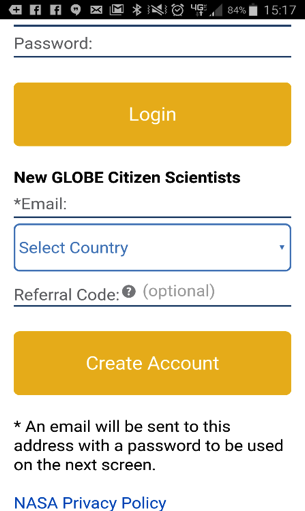 84% 15:17
Password:
Login
New GLOBE Citizen Scientists
*Email:
Select Country
Referral Code: ? (optional)
Create Account
* An email will be sent to this
address with a password to be used
on the next screen.
NASA Privacy Policy